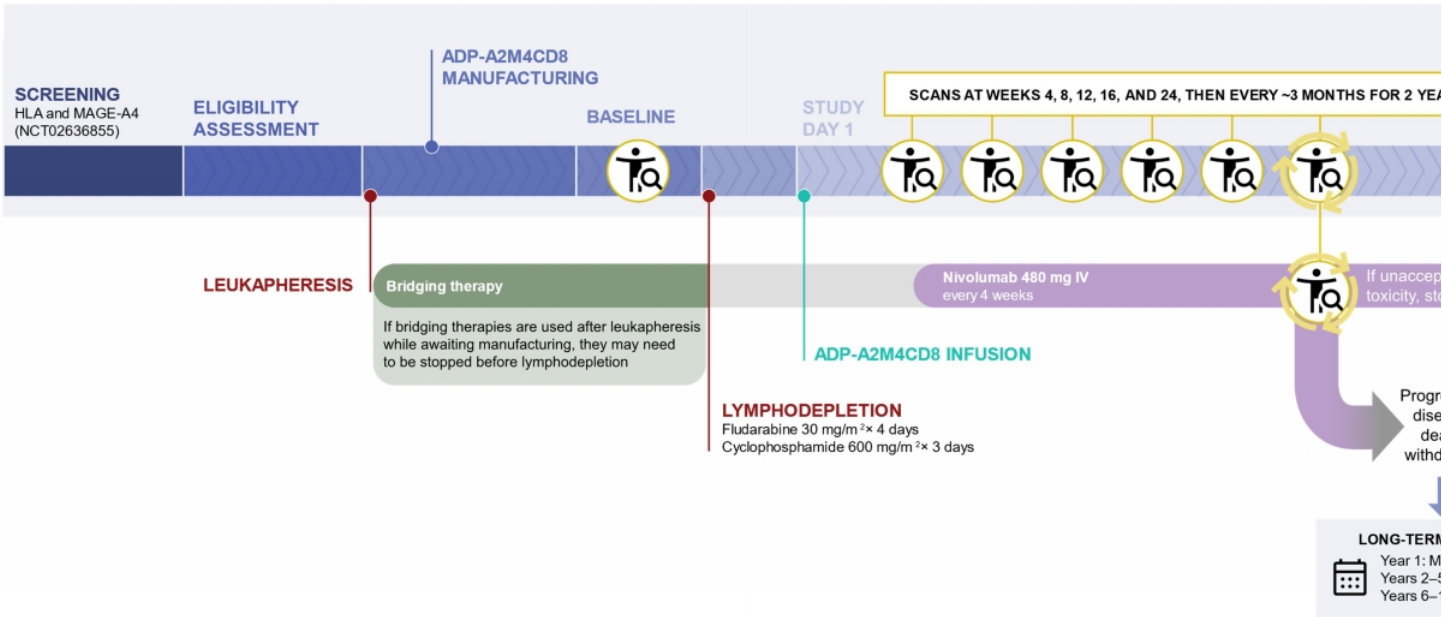 SCREENING
HLA and MAGE-A4
(NCT02636855)
ELIGIBILITY
ASSESSMENT
ADP-A2M4CD8
MANUFACTURING
BASELINE
STUDY
DAY 1
SCANS AT WEEKS 4, 8, 12, 16, AND 24, THEN EVERY ~3 MONTHS FOR 2
LEUKAPHERESIS
Bridging therapy
If bridging therapies are used after leukapheresis
while awaiting manufacturing, they may need
to be stopped before lymphodepletion
Nivolumab 480 mg IV
every 4 weeks
If
toxicity,
ADP-A2M4CD8 INFUSION
LYMPHODEPLETION
Fludarabine 30 mg/m²× 4 days
Cyclophosphamide 600 mg/m²× 3 days
LONG-TERM
Year 1:
Years
Years